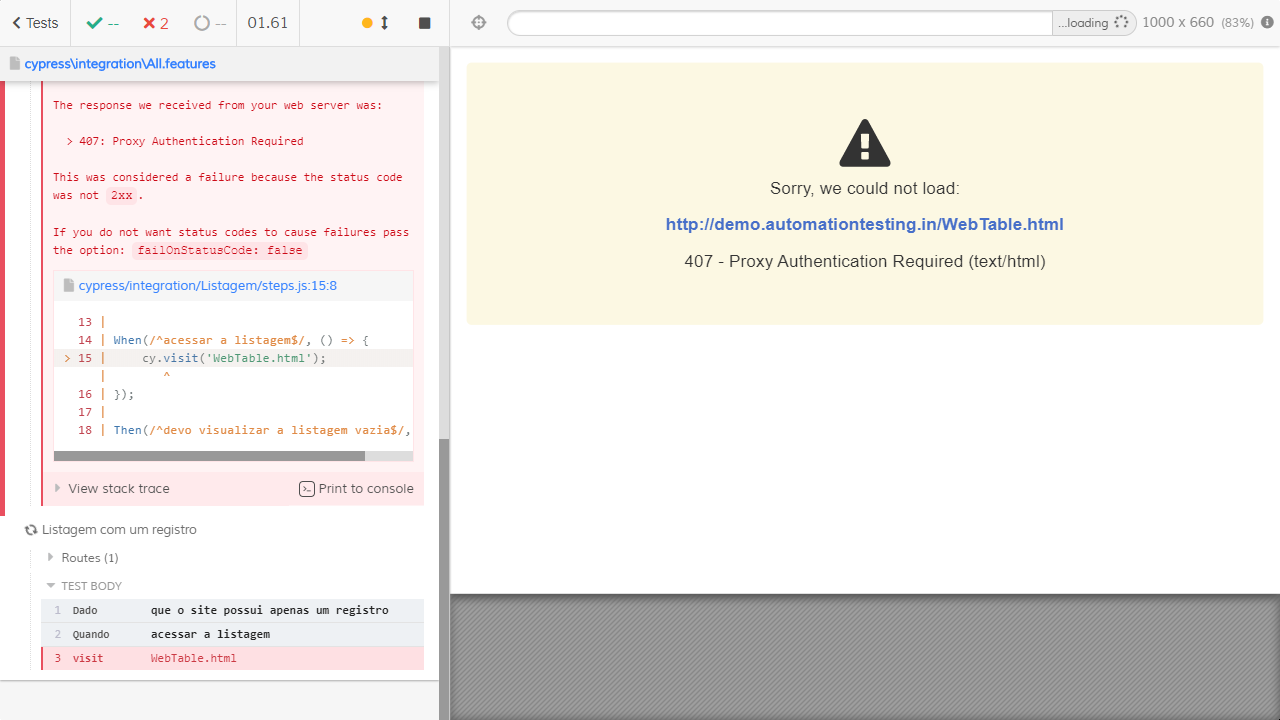 Tests
--
2
--
01.61
...loading
1000 x 660 (83%)
cypress\integration\All.features
The response we received from your web server was:
> 407: Proxy Authentication Required
This was considered a failure because the status code
was not 2xx.
If you do not want status codes to cause failures pass
the option: failOnStatusCode: false
cypress/integration/Listagem/steps.js:15:8
13 |
14 | When(/^acessar a listagem$/, () => {
> 15 |     cy.visit('WebTable.html');
|        ^
16 | });
17 |
18 | Then(/^devo visualizar a listagem vazia$/,
View stack trace
Print to console
Listagem com um registro
Routes (1)
TEST BODY
1 Dado que o site possui apenas um registro
2 Quando acessar a listagem
3 visit WebTable.html
Sorry, we could not load:
http://demo.automationtesting.in/WebTable.html
407 - Proxy Authentication Required (text/html)